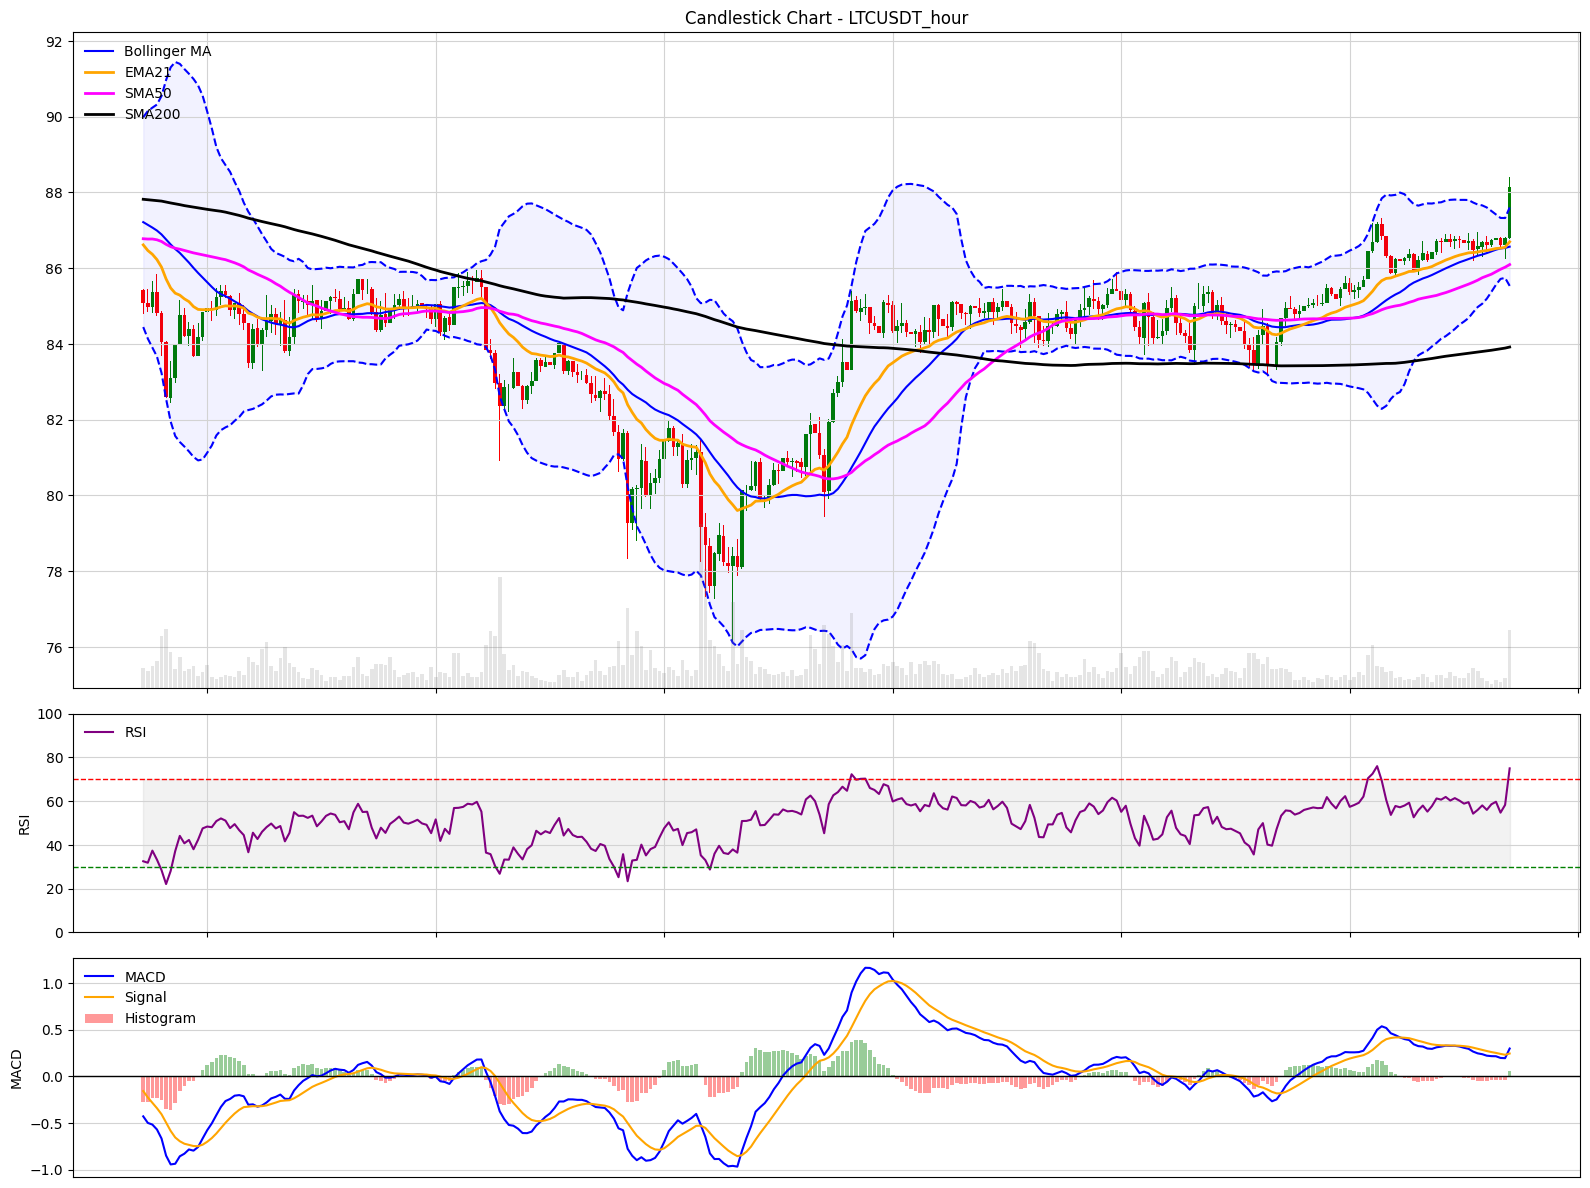 Candlestick Chart - LTCUSDT_hour
92
90
88
86
84
82
80
78
76
Bollinger MA
EMA21
SMA50
SMA200
100
80
60
40
20
0
RSI
RSI
1.0
0.5
0.0
−0.5
−1.0
MACD
MACD
Signal
Histogram